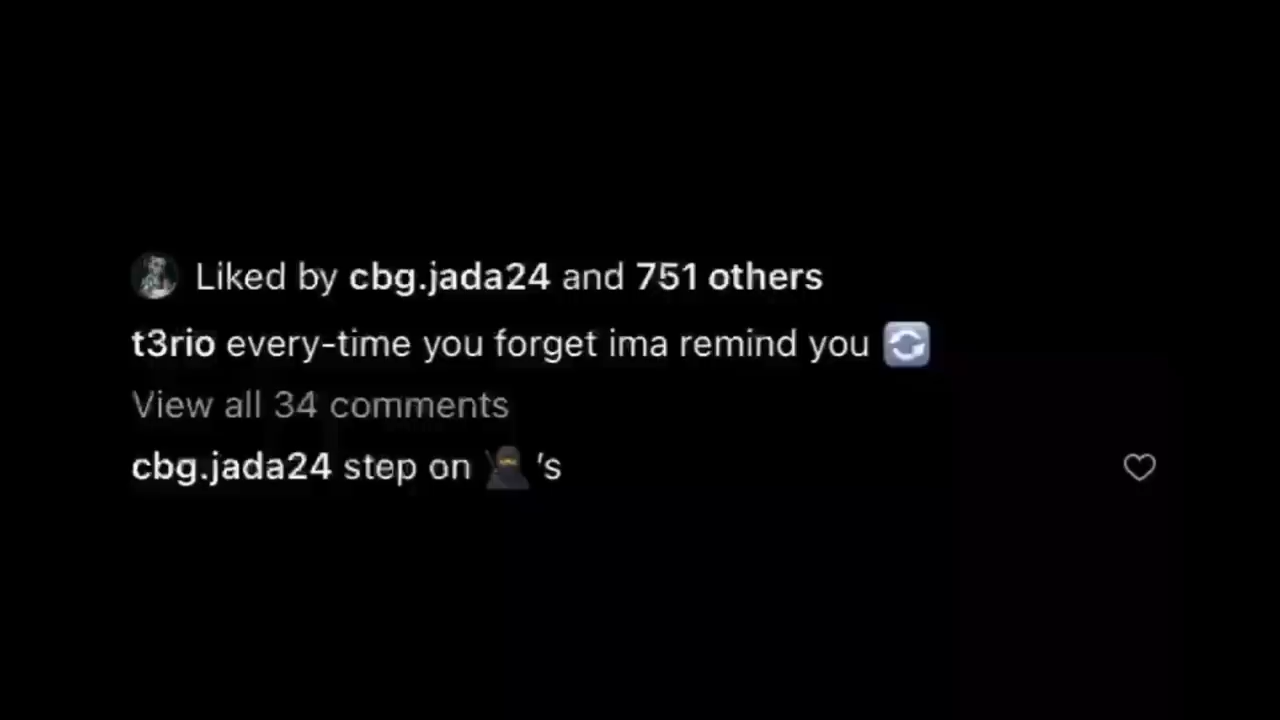 Liked by cbg.jada24 and 751 others
t3rio every-time you forget ima remind you 🔄
View all 34 comments
cbg.jada24 step on 🥷's